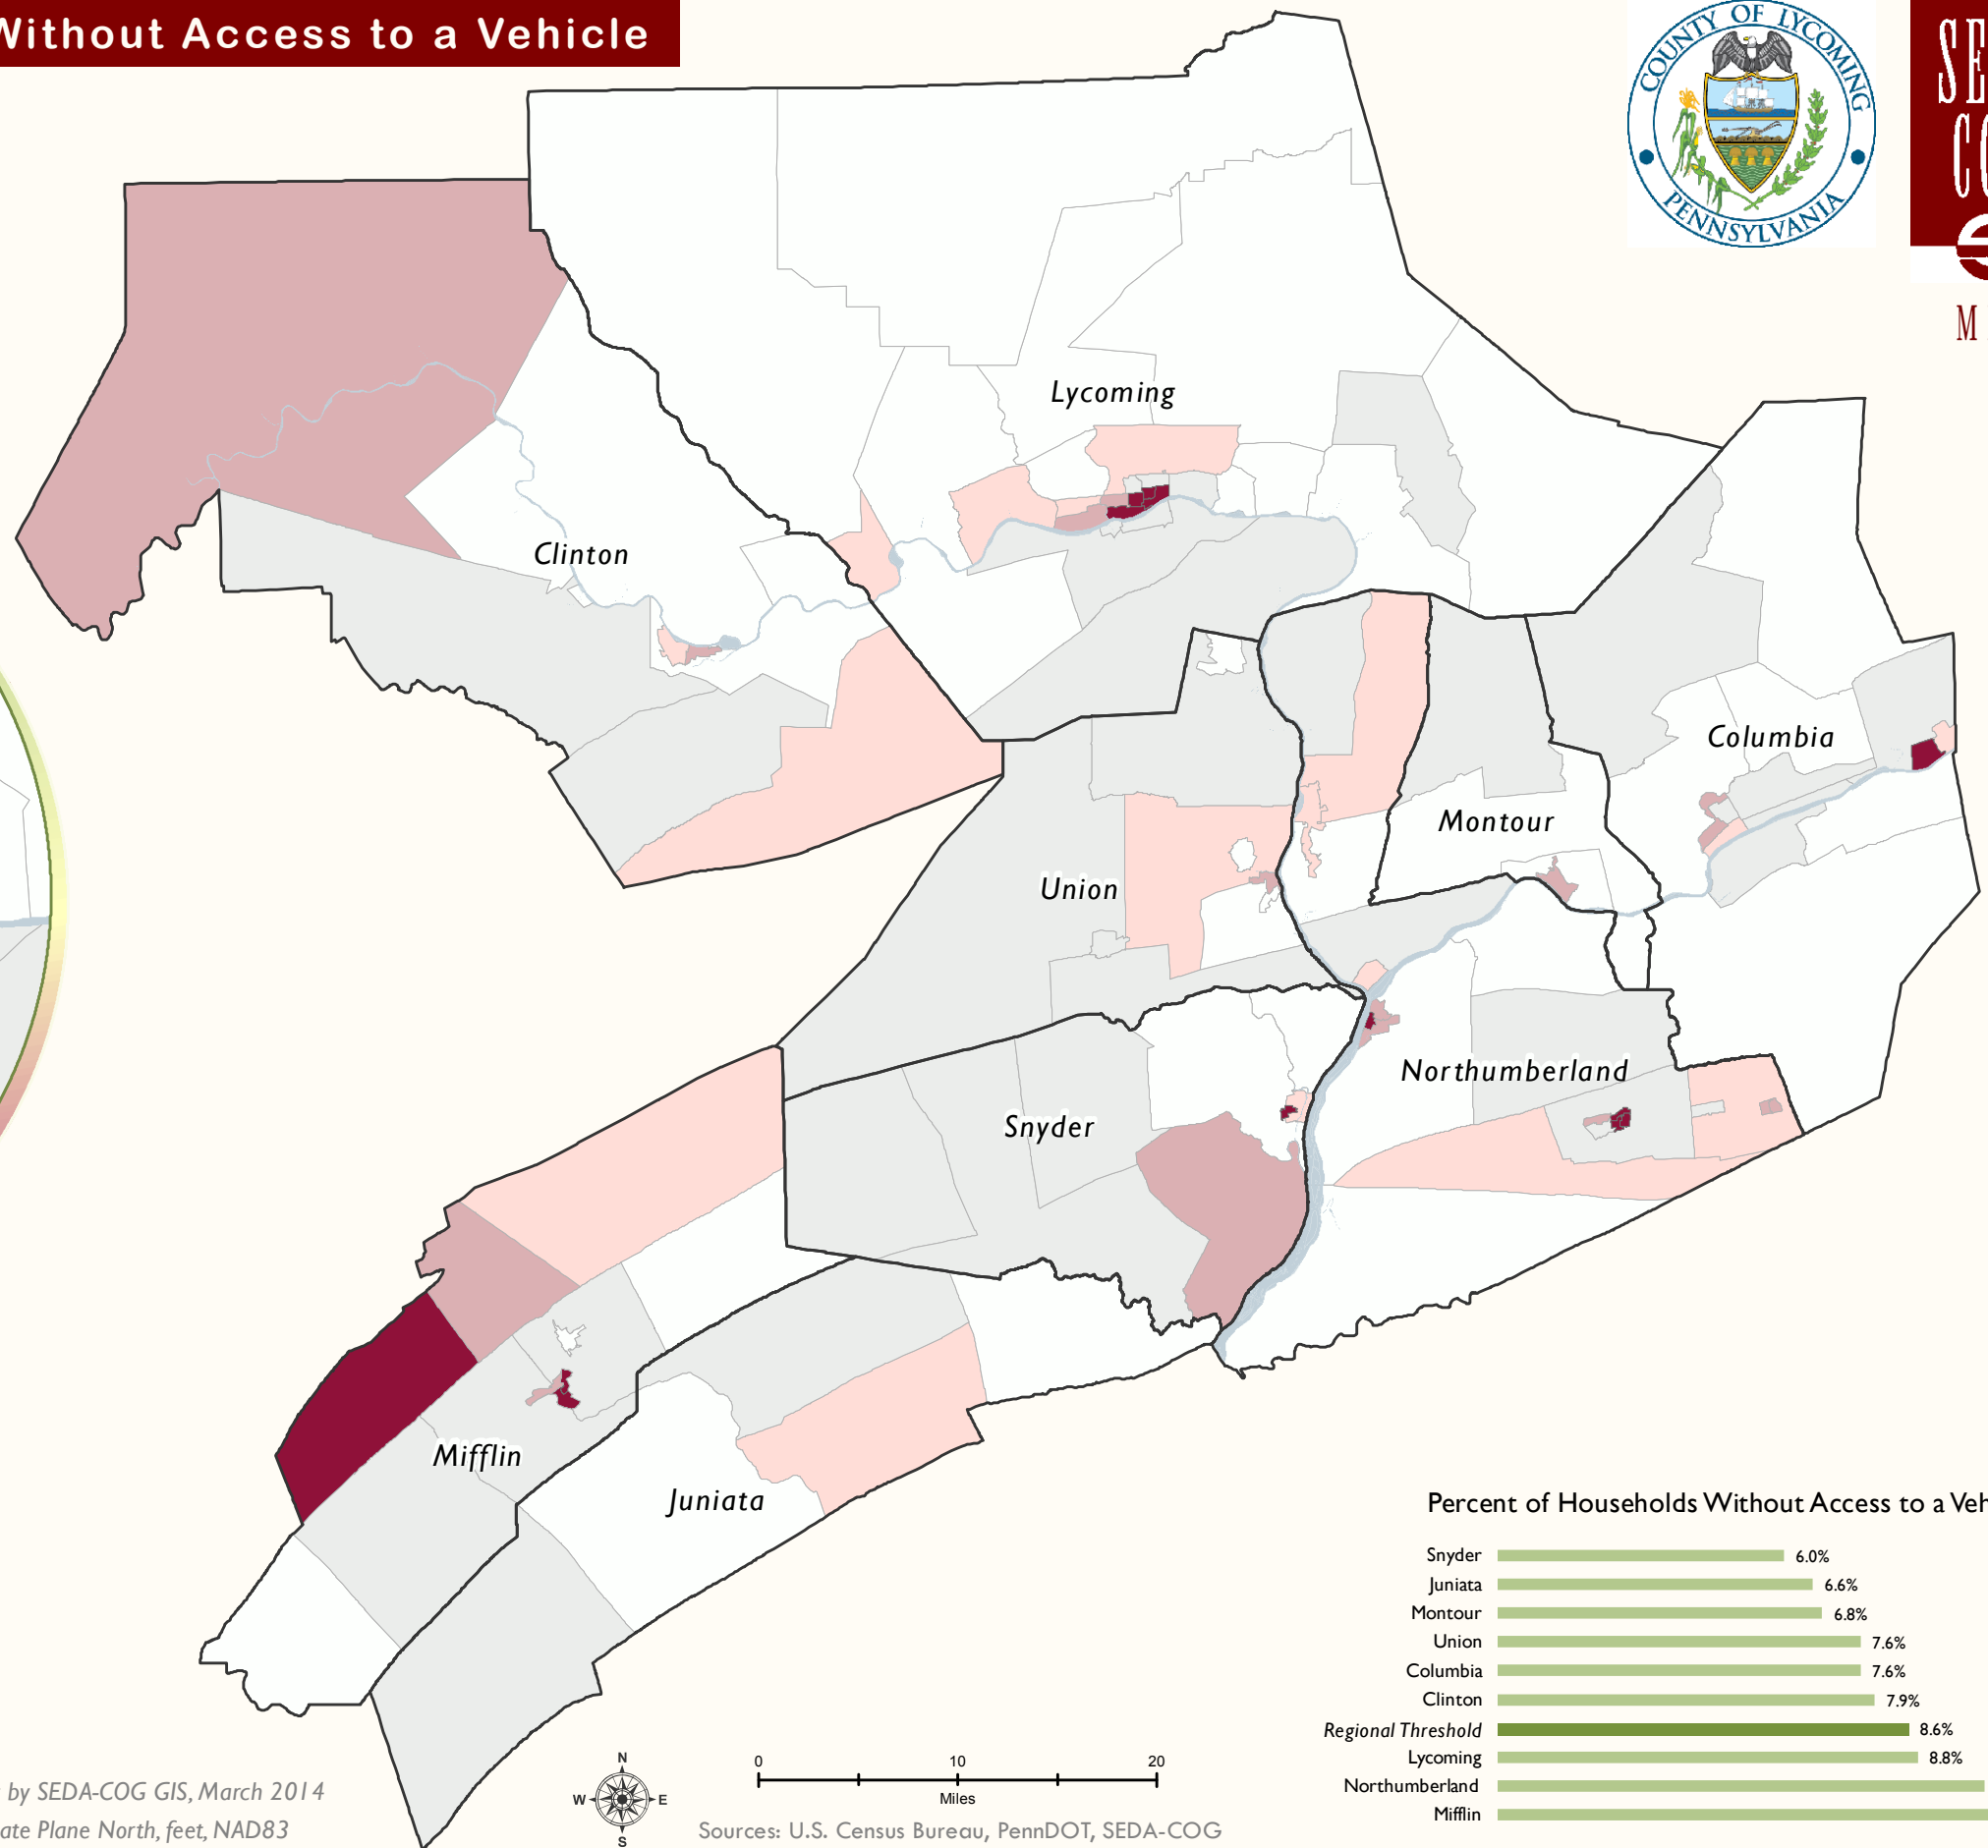 Without Access to a Vehicle
COUNTY OF LYCOMING
PENNSYLVANIA
M
Lycoming
Clinton
Columbia
Montour
Union
Northumberland
Snyder
Mifflin
Juniata
Percent of Households Without Access to a Veh
Snyder 6.0%
Juniata 6.6%
Montour 6.8%
Union 7.6%
Columbia 7.6%
Clinton 7.9%
Regional Threshold 8.6%
Lycoming 8.8%
Northumberland
Mifflin
N
W E
S
0 10 20
Miles
by SEDA-COG GIS, March 2014
ate Plane North, feet, NAD83
Sources: U.S. Census Bureau, PennDOT, SEDA-COG